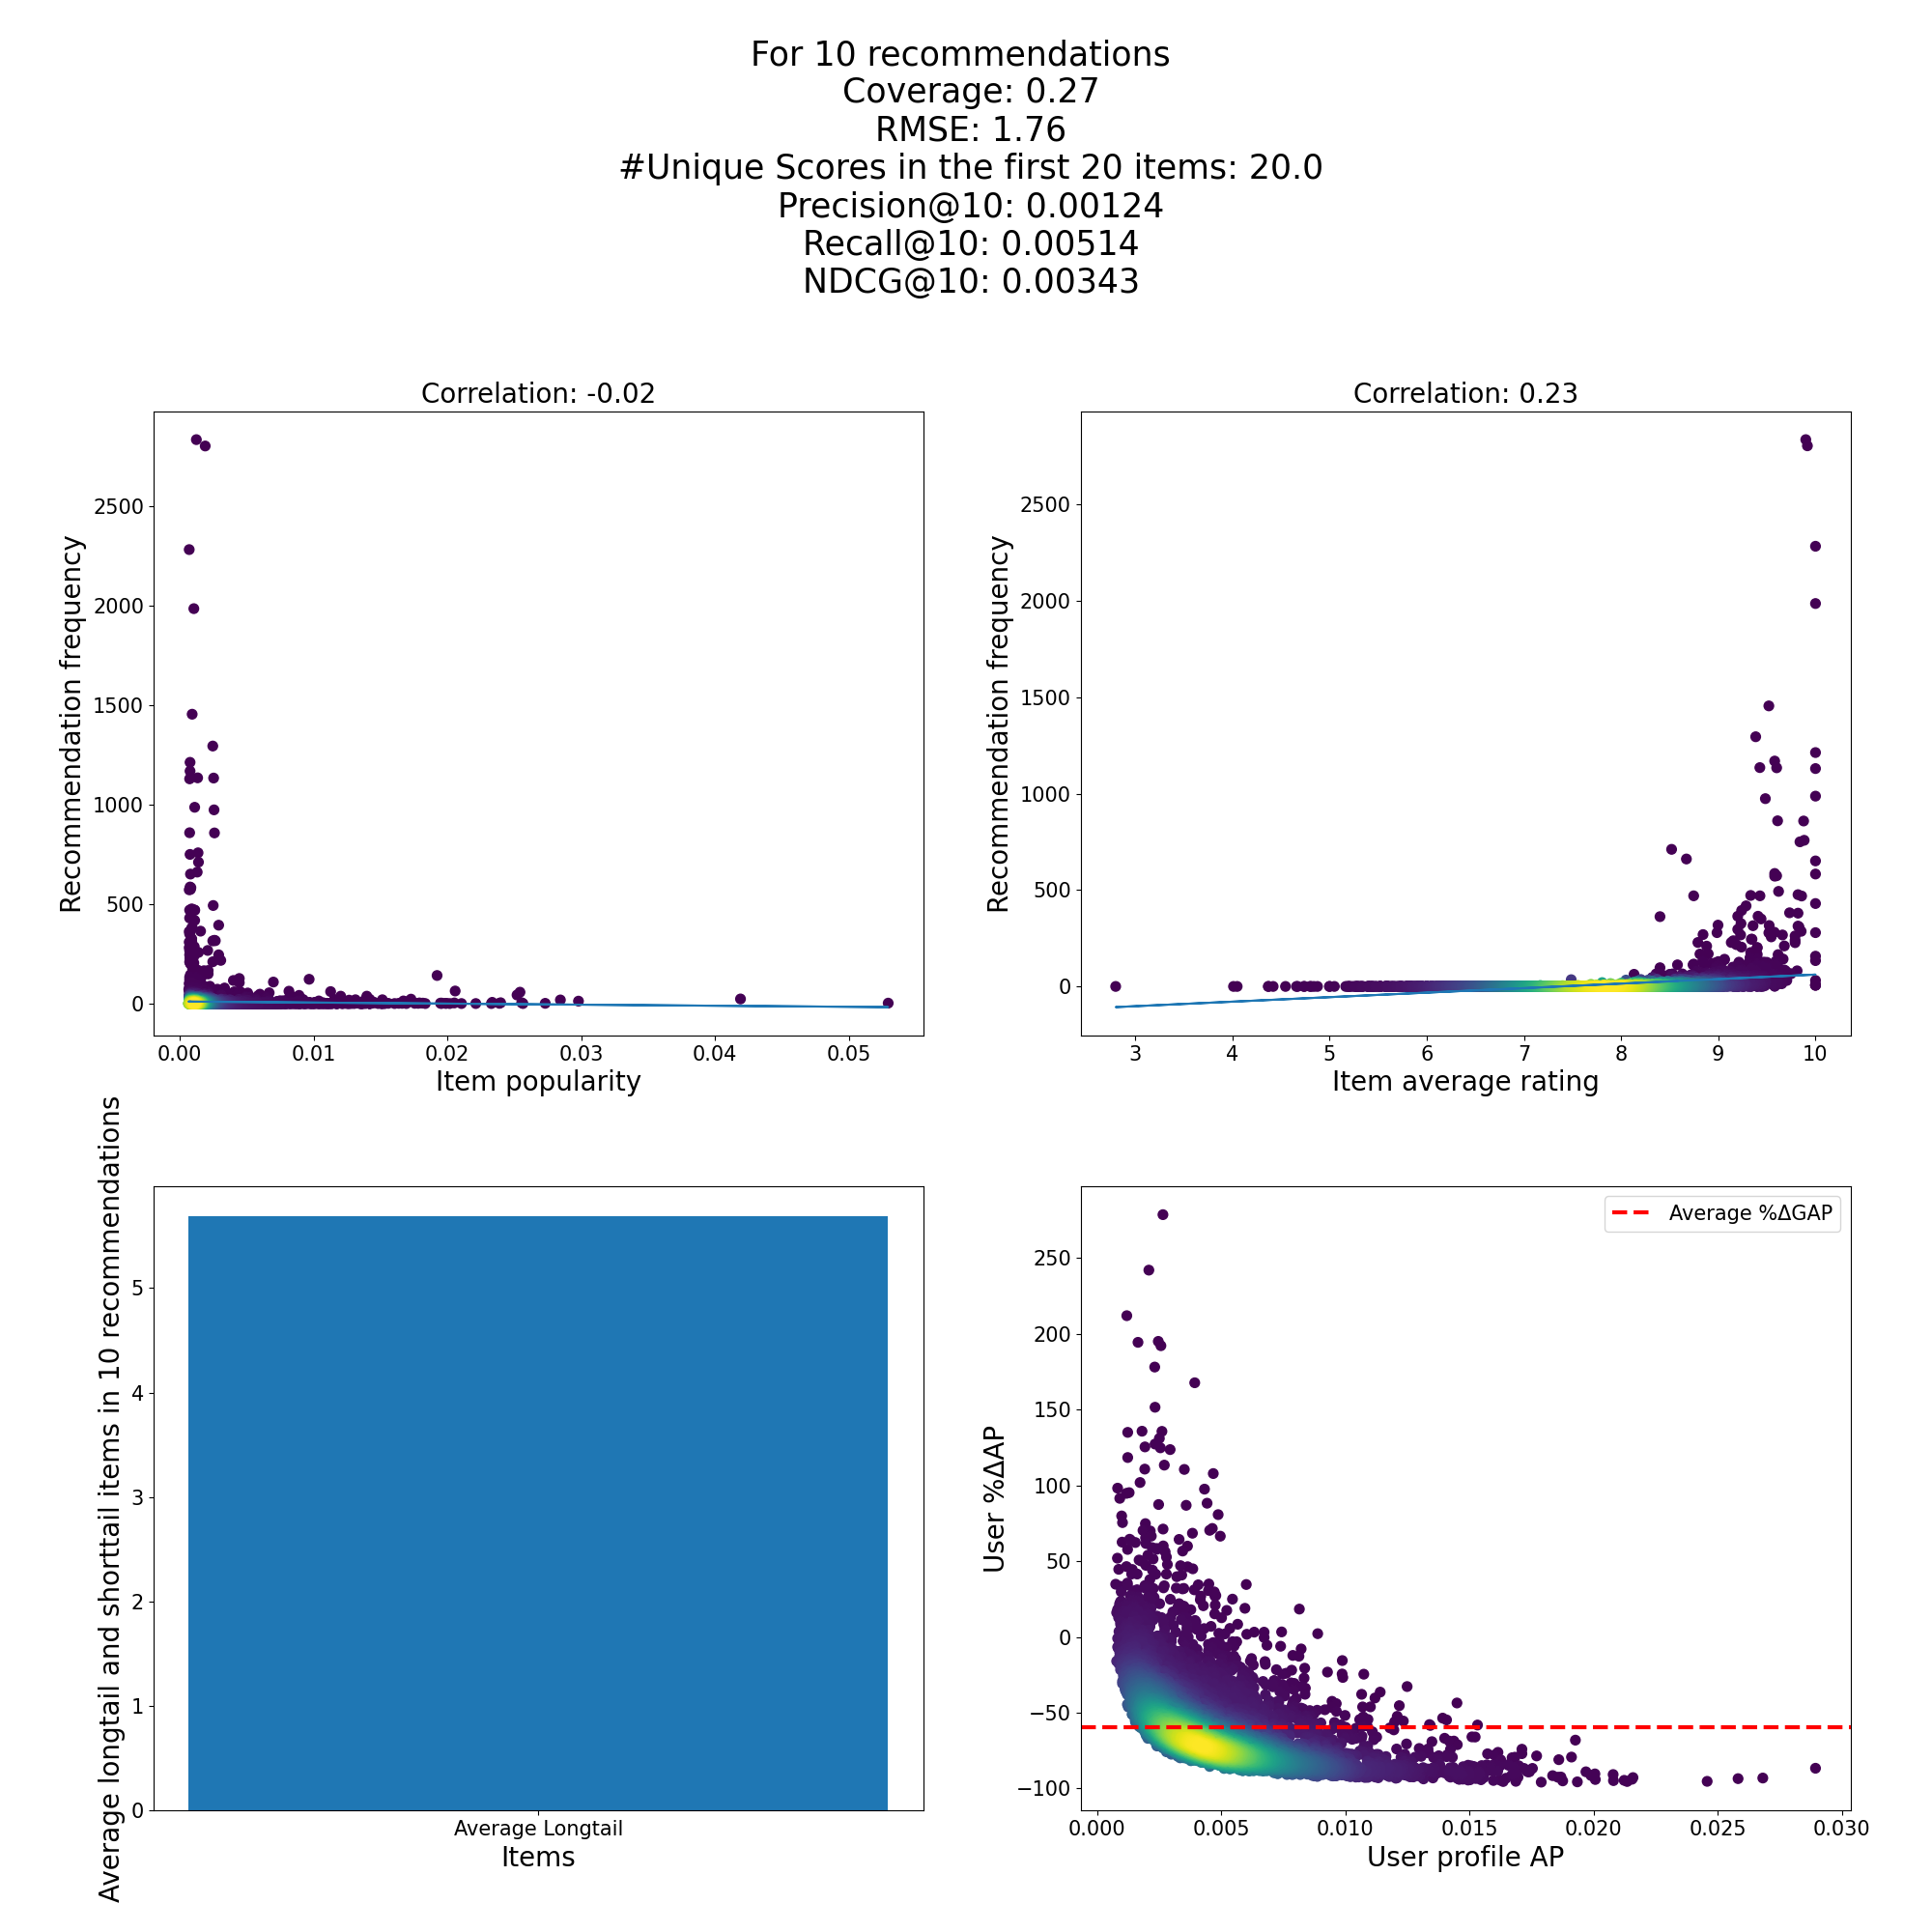 For 10 recommendations
Coverage: 0.27
RMSE: 1.76
#Unique Scores in the first 20 items: 20.0
Precision@10: 0.00124
Recall@10: 0.00514
NDCG@10: 0.00343
Correlation: -0.02
Recommendation frequency
2500
2000
1500
1000
500
0
0.00 0.01 0.02 0.03 0.04 0.05
Item popularity
Correlation: 0.23
Recommendation frequency
2500
2000
1500
1000
500
0
3 4 5 6 7 8 9 10
Item average rating
Average longtail and shorttail items in 10 recommendations
5
4
3
2
1
0
Average Longtail
Items
Average %ΔGAP
User %ΔAP
250
200
150
100
50
0
−50
−100
0.000 0.005 0.010 0.015 0.020 0.025 0.030
User profile AP